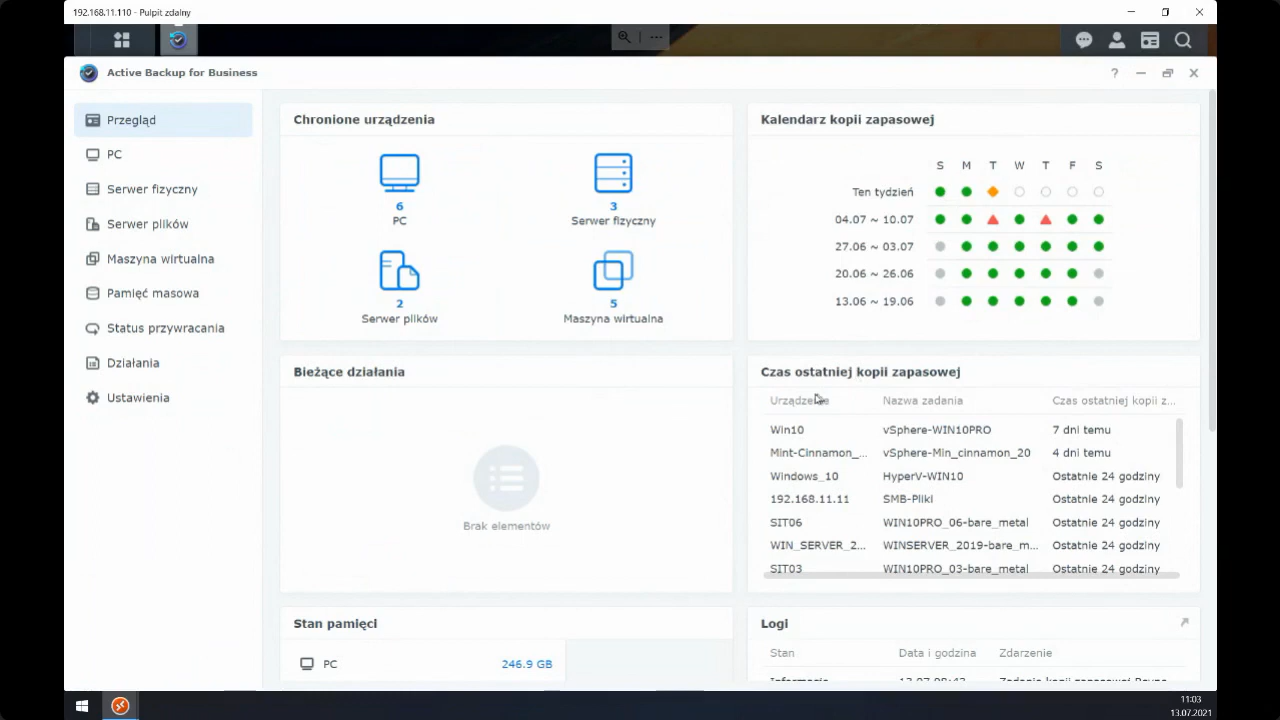 192.168.11.110 - Pulpit zdalny
Active Backup for Business
?
Przegląd
PC
Serwer fizyczny
Serwer plików
Maszyna wirtualna
Pamięć masowa
Status przywracania
Działania
Ustawienia
Chronione urządzenia
6
PC
3
Serwer fizyczny
2
Serwer plików
5
Maszyna wirtualna
Kalendarz kopii zapasowej
S M T W T F S
Ten tydzień
04.07 ~ 10.07
27.06 ~ 03.07
20.06 ~ 26.06
13.06 ~ 19.06
Bieżące działania
Brak elementów
Czas ostatniej kopii zapasowej
Urządzenie Nazwa zadania Czas ostatniej kopii z...
Win10 vSphere-WIN10PRO 7 dni temu
Mint-Cinnamon_... vSphere-Min_cinnamon_20 4 dni temu
Windows_10 HyperV-WIN10 Ostatnie 24 godziny
192.168.11.11 SMB-Pliki Ostatnie 24 godziny
SIT06 WIN10PRO_06-bare_metal Ostatnie 24 godziny
WIN_SERVER_2... WINSERVER_2019-bare_m... Ostatnie 24 godziny
SIT03 WIN10PRO_03-bare_metal Ostatnie 24 godziny
Stan pamięci
PC 246.9 GB
Logi
Stan Data i godzina Zdarzenie
11:03
13.07.2021